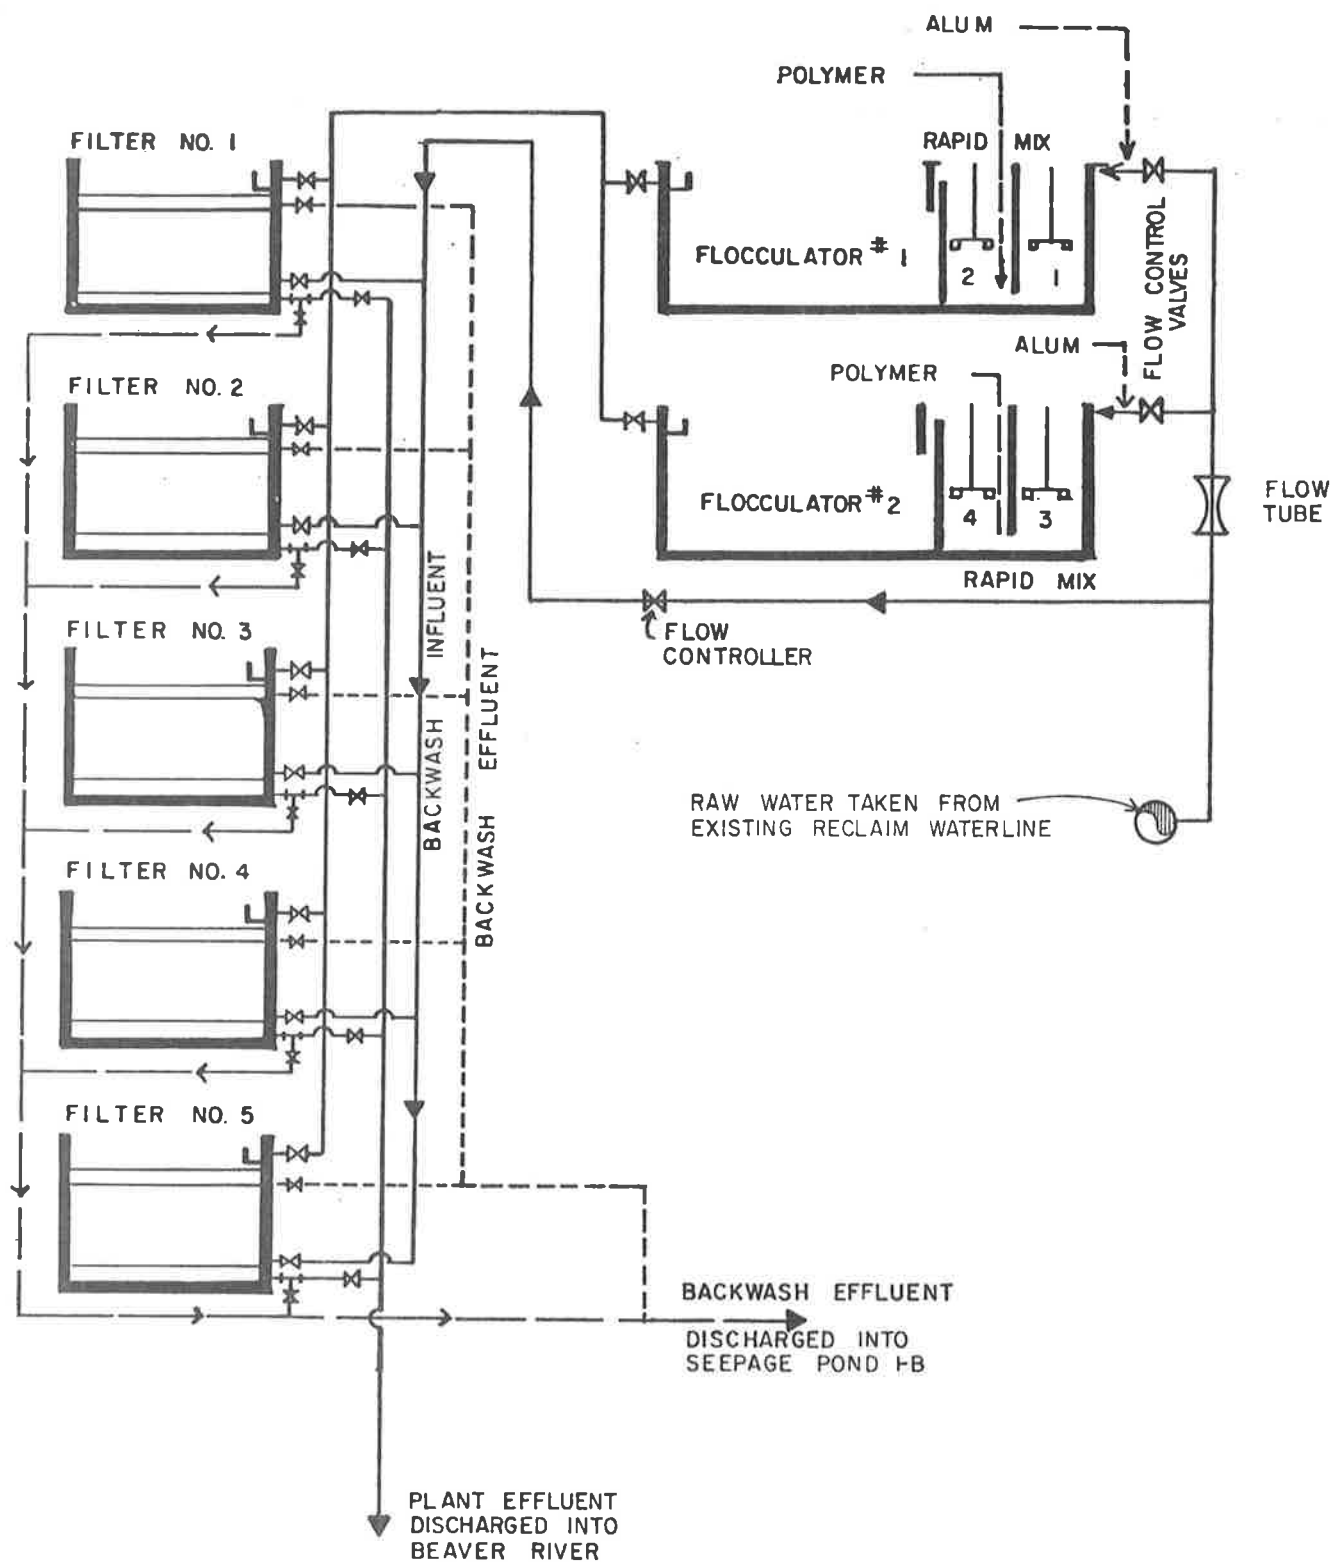 ALUM
POLYMER
FILTER NO. 1
RAPID MIX
FLOCCULATOR #1
2
1
FLOW CONTROL
VALVES
ALUM
POLYMER
FILTER NO. 2
FLOCCULATOR #2
4
3
FLOW
TUBE
RAPID MIX
FILTER NO. 3
FLOW
CONTROLLER
BACKWASH INFLUENT
BACKWASH EFFLUENT
RAW WATER TAKEN FROM
EXISTING RECLAIM WATERLINE
FILTER NO. 4
FILTER NO. 5
BACKWASH EFFLUENT
DISCHARGED INTO
SEEPAGE POND 1-B
PLANT EFFLUENT
DISCHARGED INTO
BEAVER RIVER